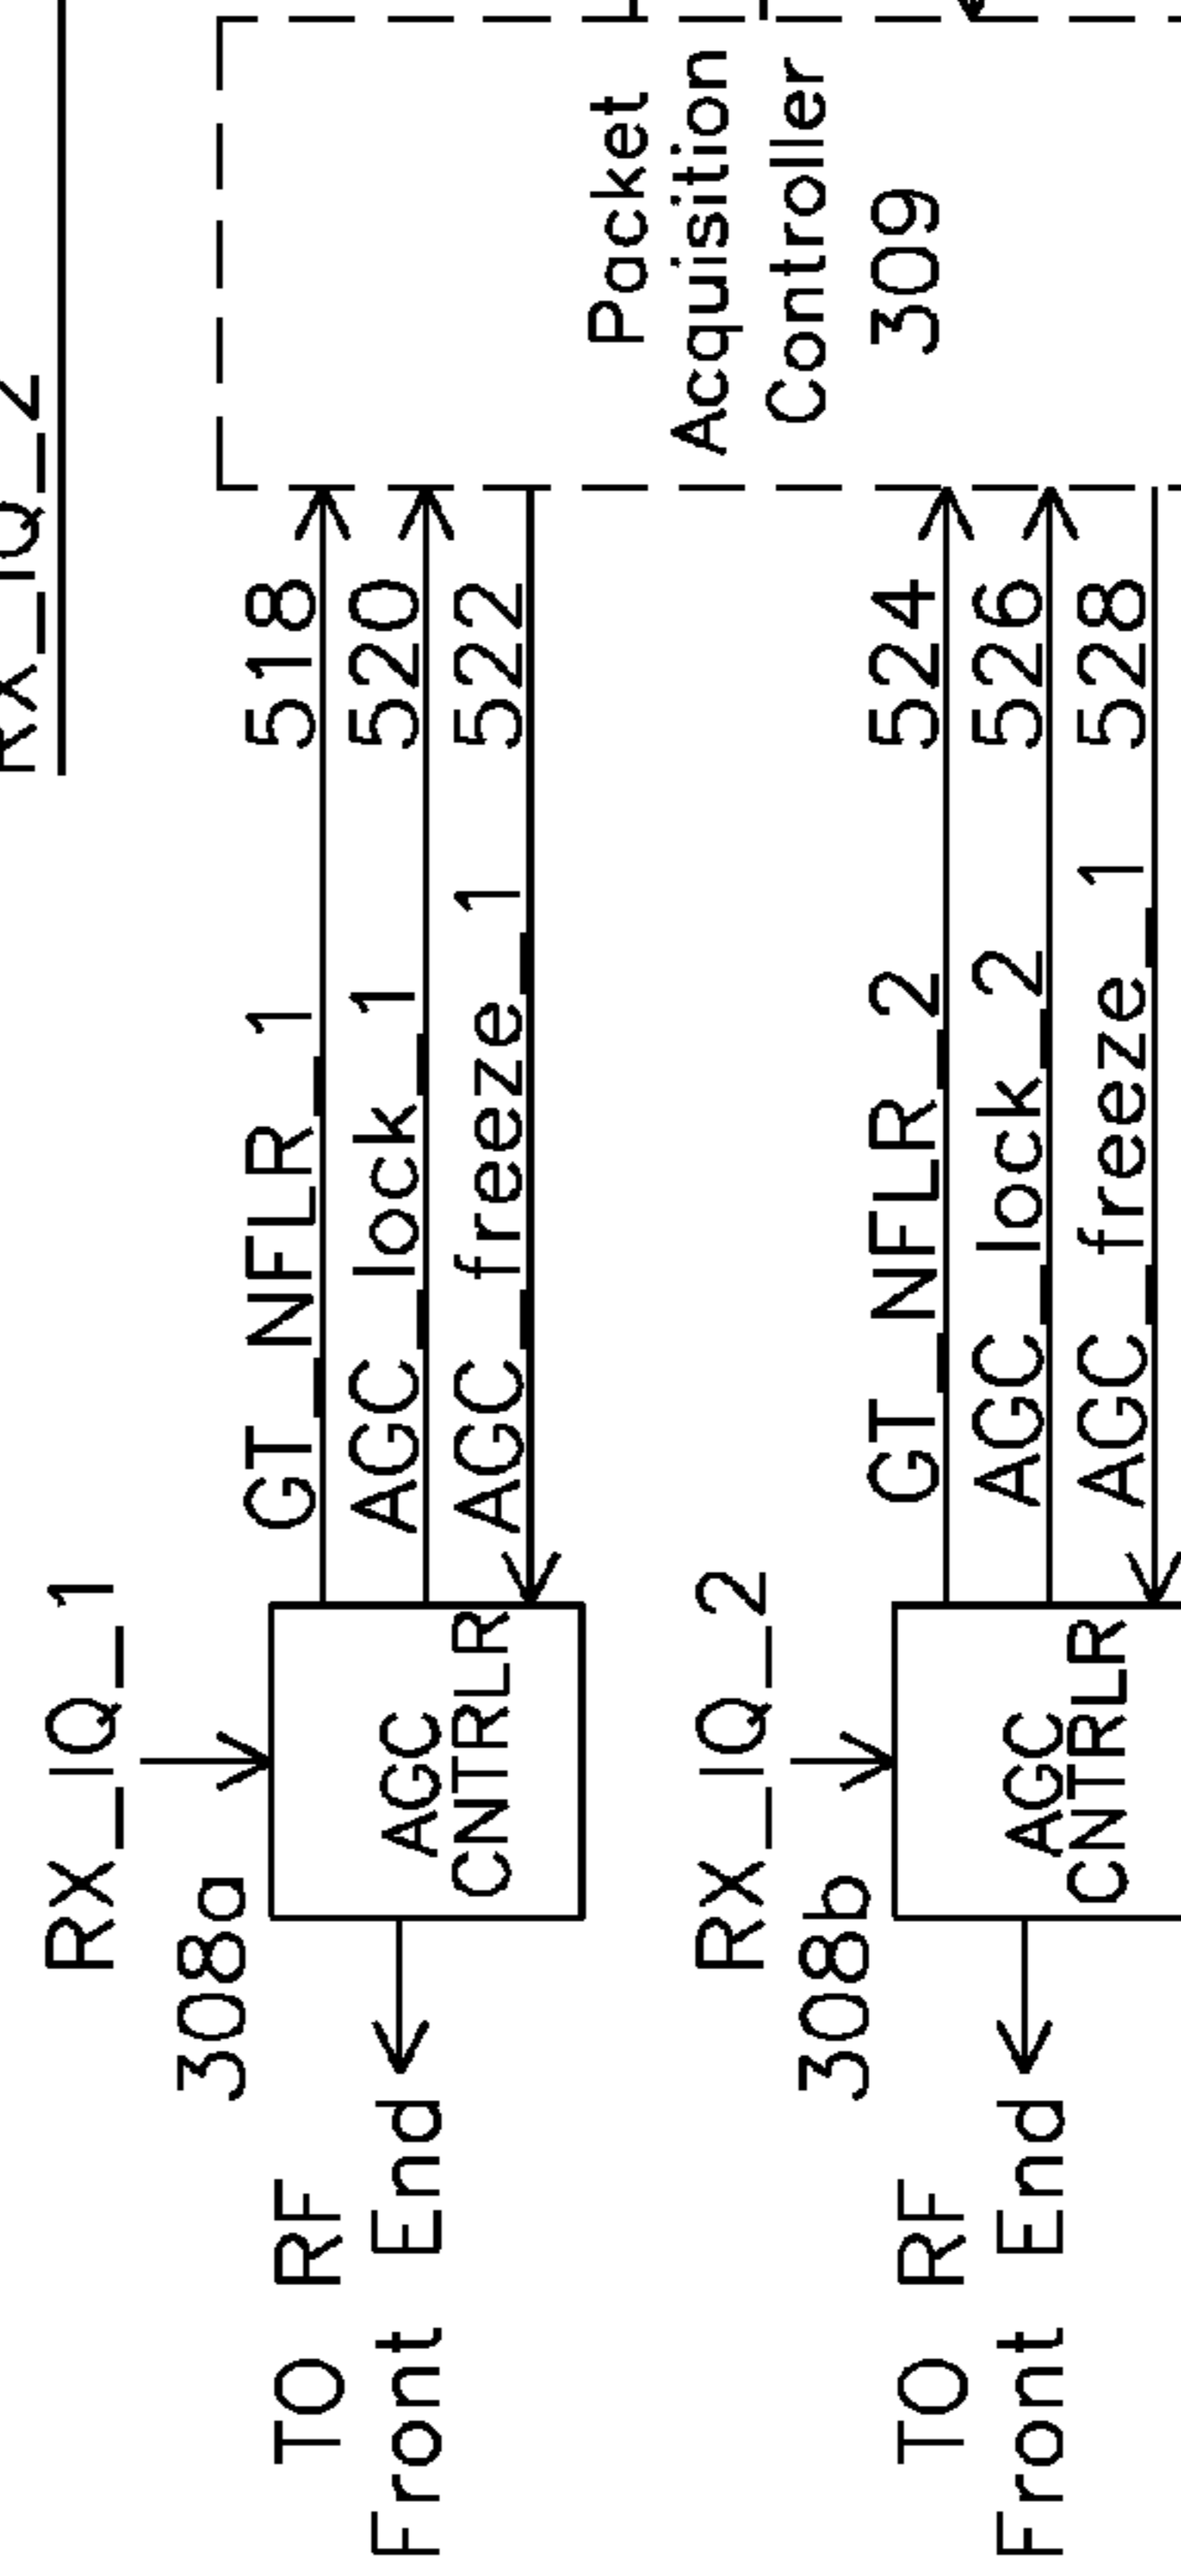 RX_IQ_2
RX_IQ_1
308a
TO RF
Front End
AGC
CNTRLR
GT_NFLR_1 518
AGC_lock_1 520
AGC_freeze_1 522
Packet
Acquisition
Controller
309
RX_IQ_2
308b
TO RF
Front End
AGC
CNTRLR
GT_NFLR_2 524
AGC_lock_2 526
AGC_freeze_1 528